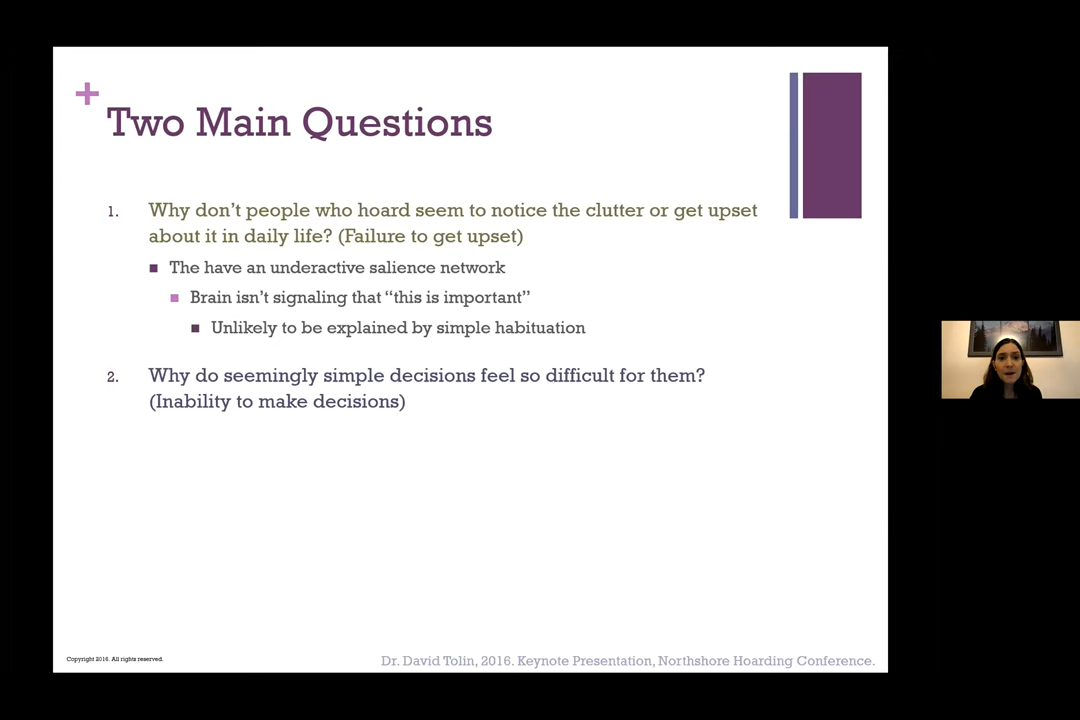 +
Two Main Questions
1. Why don't people who hoard seem to notice the clutter or get upset
about it in daily life? (Failure to get upset)
The have an underactive salience network
Brain isn't signaling that “this is important”
Unlikely to be explained by simple habituation
2. Why do seemingly simple decisions feel so difficult for them?
(Inability to make decisions)
Copyright 2016. All rights reserved.
Dr. David Tolin, 2016. Keynote Presentation, Northshore Hoarding Conference.